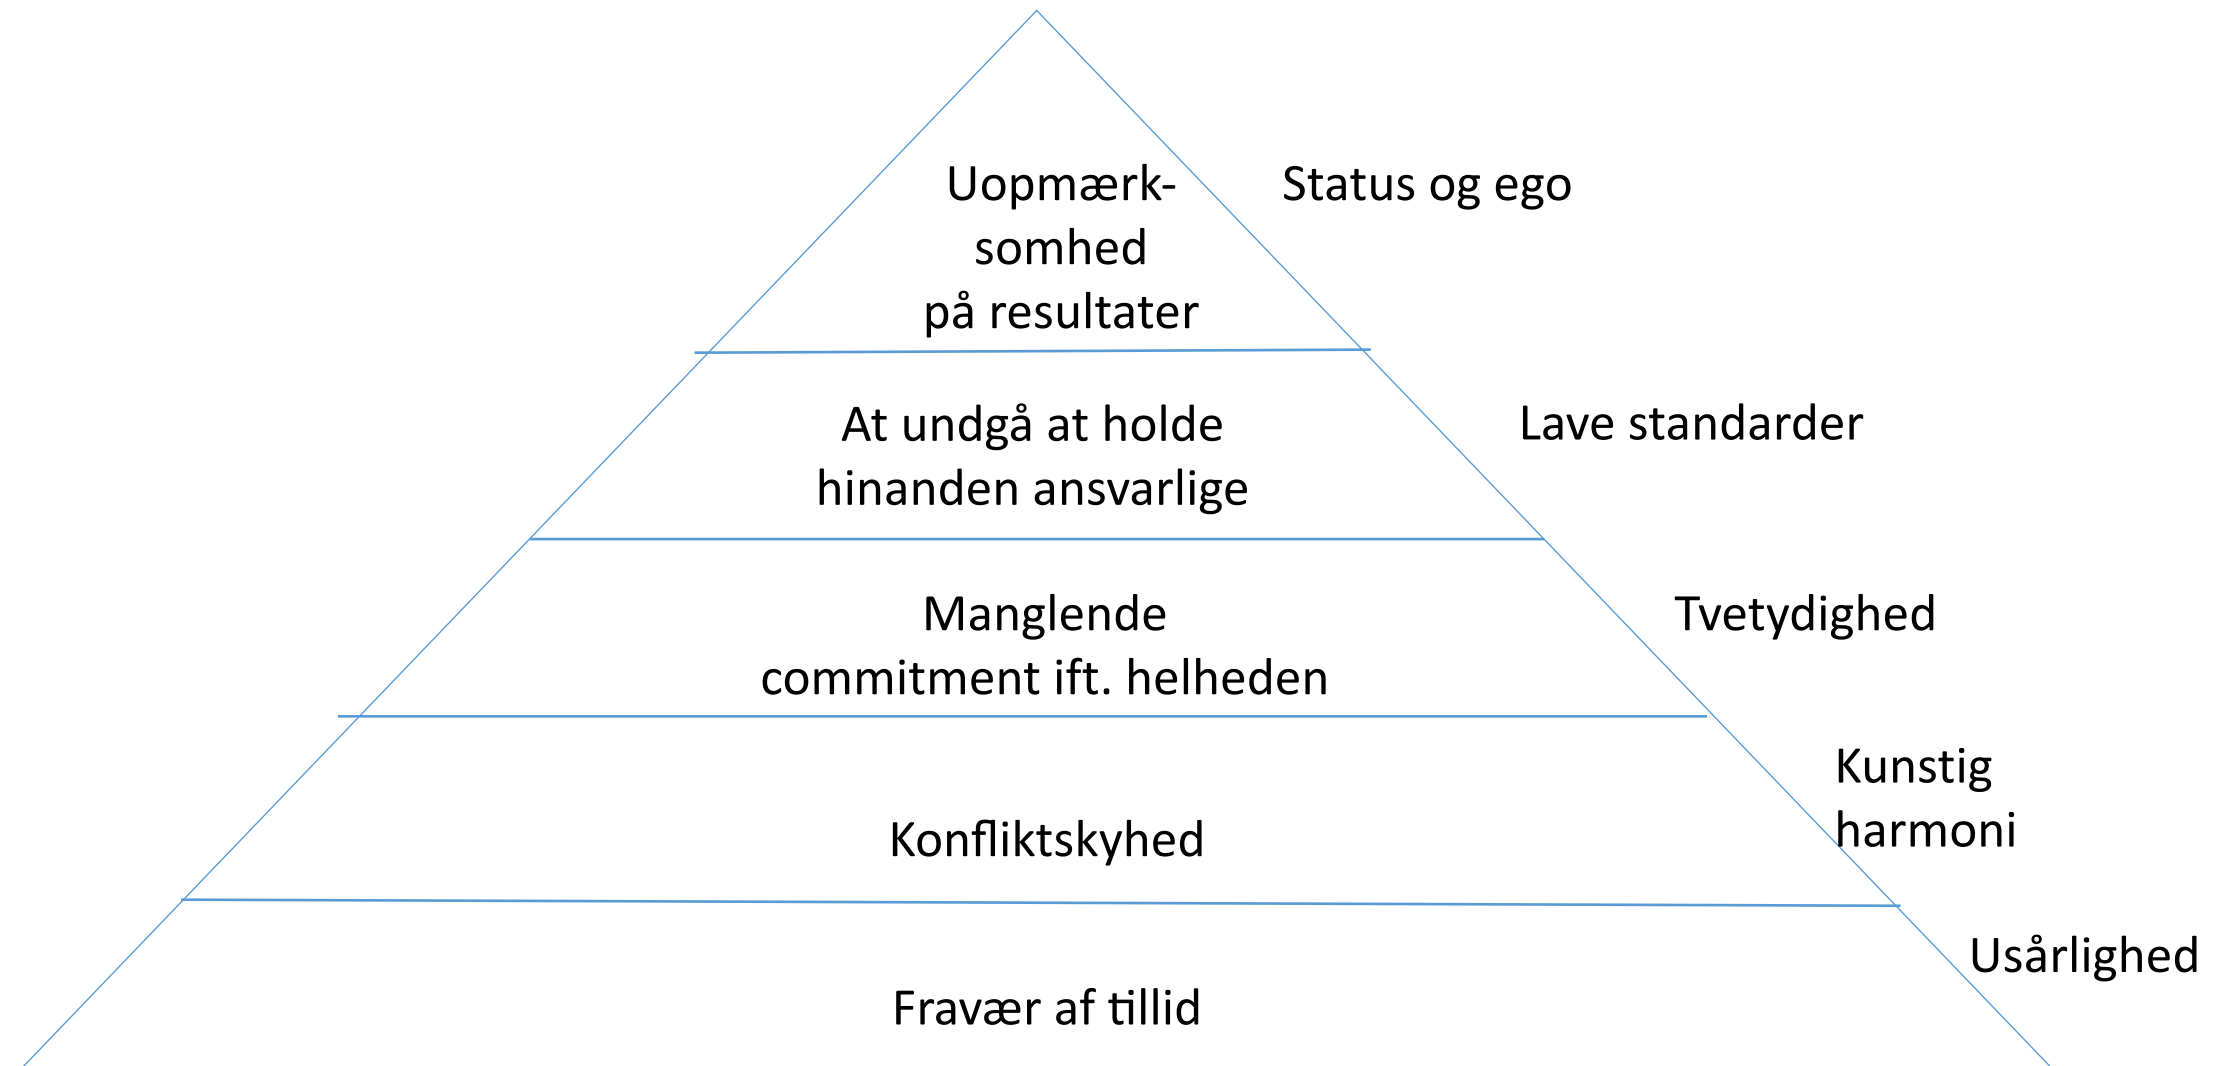 Uopmærk-
somhed
på resultater
Status og ego
At undgå at holde
hinanden ansvarlige
Lave standarder
Manglende
commitment ift. helheden
Tvetydighed
Konfliktskyhed
Kunstig
harmoni
Fravær af tillid
Usårlighed